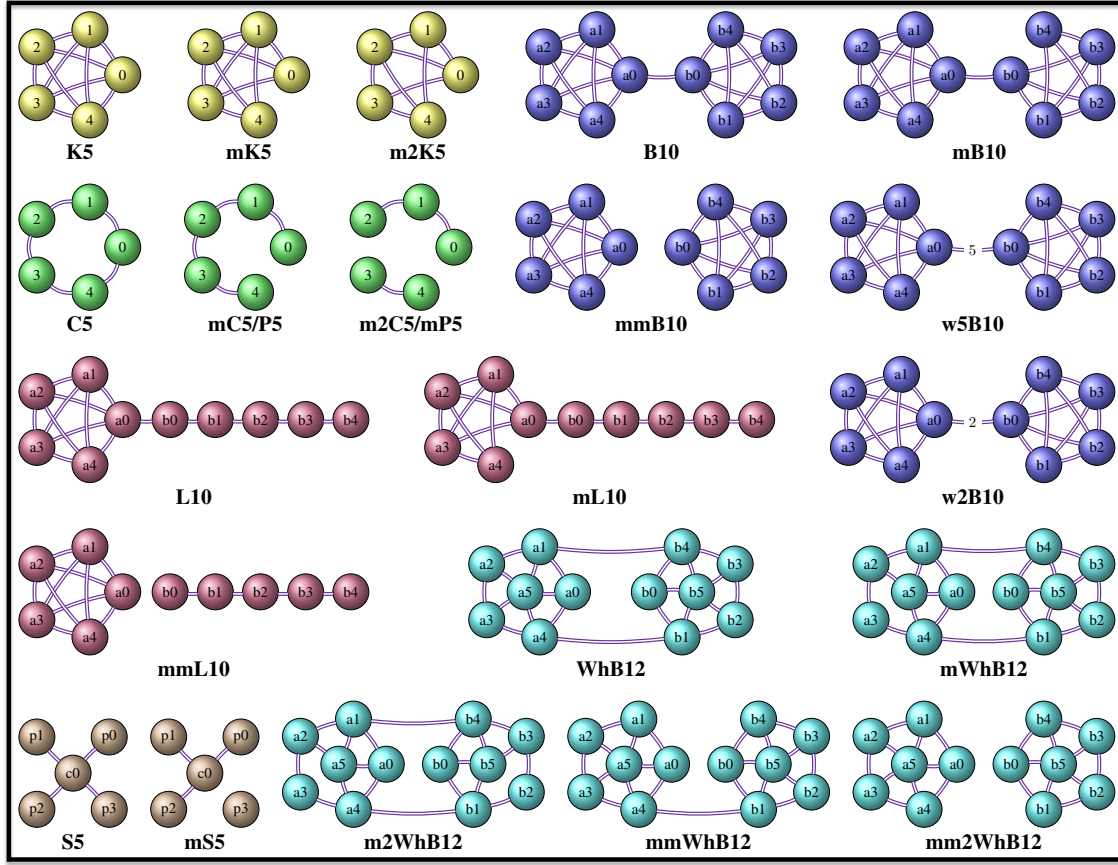 1 1 1 a1 b4 a1 b4
2 2 2 a2 b3 a2 b3
0 0 0 a0 b0 a0 b0
3 3 3 a3 b2 a3 b2
4 4 4 a4 b1 a4 b1
K5 mK5 m2K5 B10 mB10
1 1 1 a1 b4 a1 b4
2 2 2 a2 b3 a2 b3
0 0 0 a0 b0 a0 5 b0
3 3 3 a3 b2 a3 b2
4 4 4 a4 b1 a4 b1
C5 mC5/P5 m2C5/mP5 mmB10 w5B10
a1 a1 a1 b4
a2 a2 a2 b3
a0 b0 b1 b2 b3 b4 a0 b0 b1 b2 b3 b4 a0 2 b0
a3 a3 a3 b2
a4 a4 a4 b1
L10 mL10 w2B10
a1 a1 b4 a1 b4
a2 a2 b3 a2 b3
a0 b0 b1 b2 b3 b4 a5 a0 b0 b5 a5 a0 b0 b5
a3 a3 b2 a3 b2
a4 a4 b1 a4 b1
mmL10 WhB12 mWhB12
a1 b4 a1 b4 a1 b4
p1 p0 p1 p0 a2 b3 a2 b3 a2 b3
c0 c0 a5 a0 b0 b5 a5 a0 b0 b5 a5 a0 b0 b5
p2 p3 p2 p3 a3 b2 a3 b2 a3 b2
a4 b1 a4 b1 a4 b1
S5 mS5 m2WhB12 mmWhB12 mm2WhB12